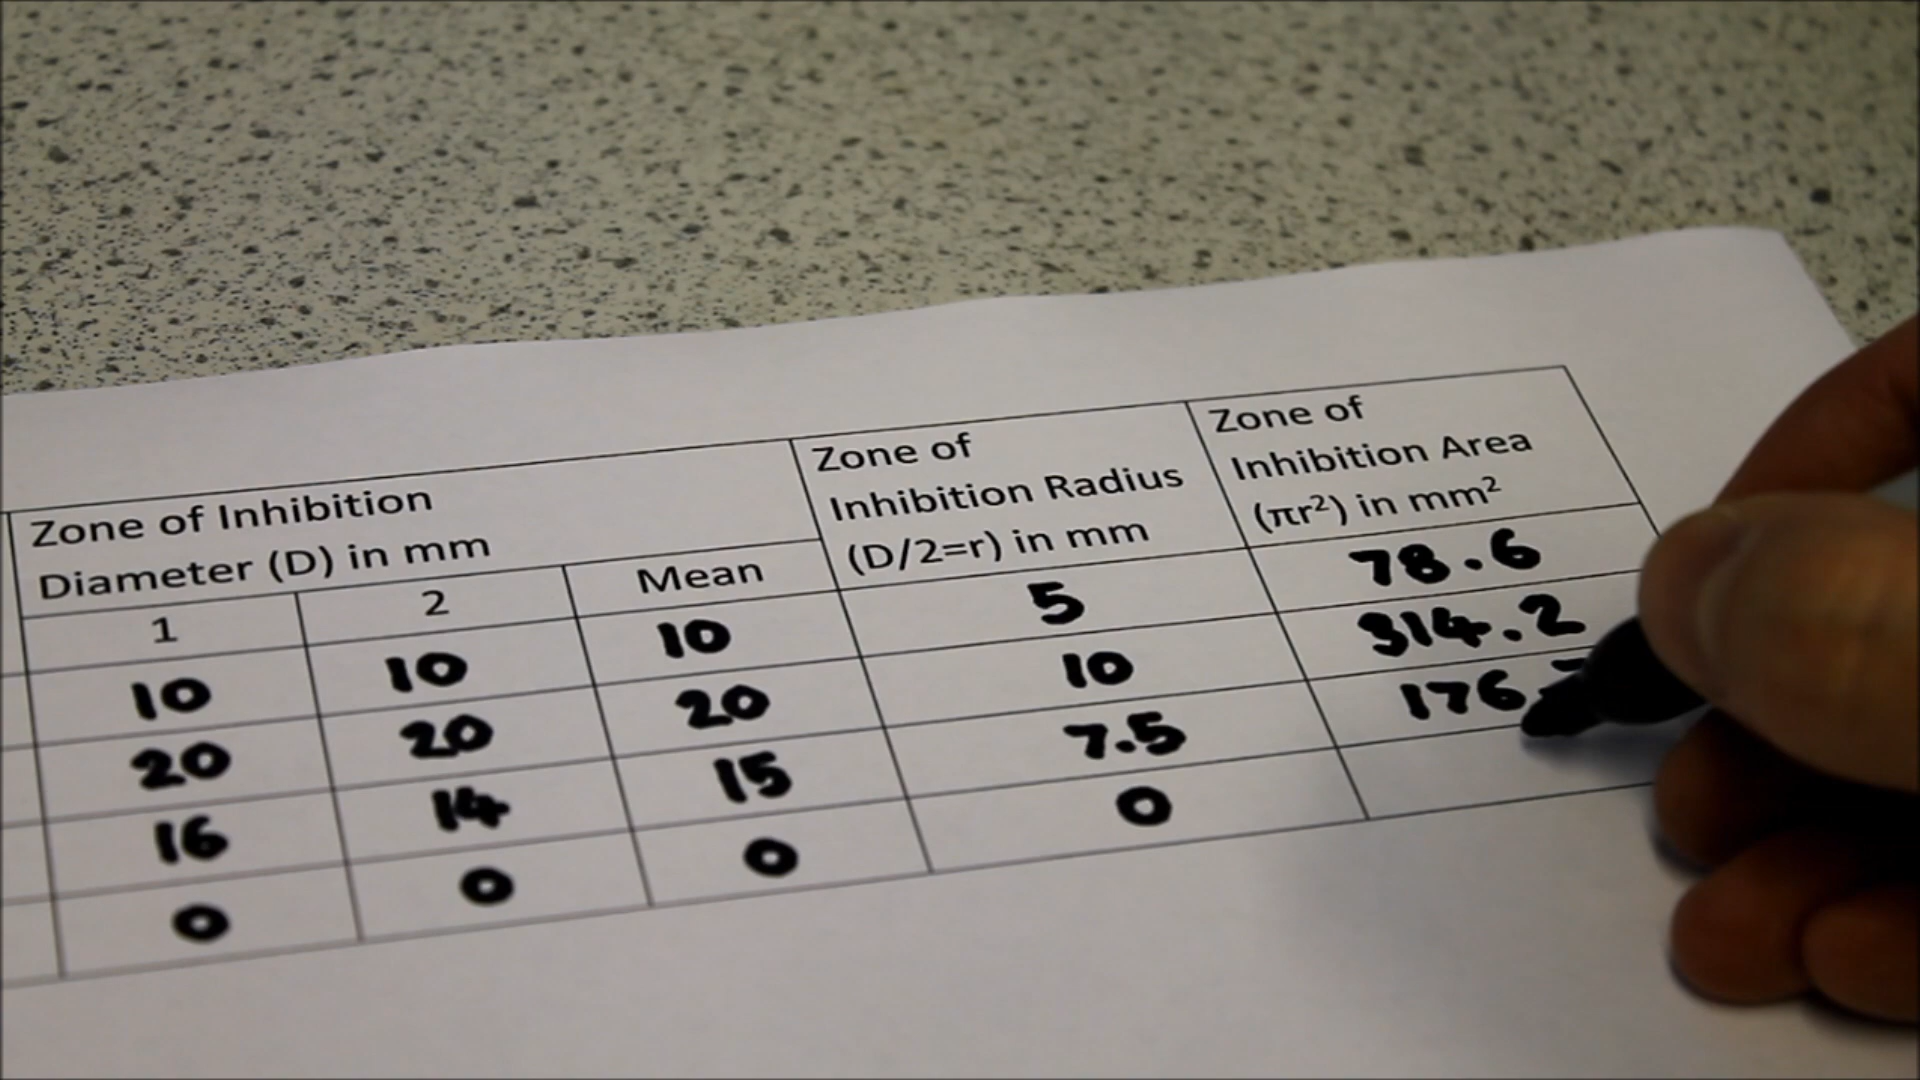 Zone of Inhibition
Diameter (D) in mm
Zone of
Inhibition Radius
(D/2=r) in mm
Zone of
Inhibition Area
(πr²) in mm²
1 2 Mean
10 10 10 5 78.6
20 20 20 10 314.2
16 14 15 7.5 176.
0 0 0 0